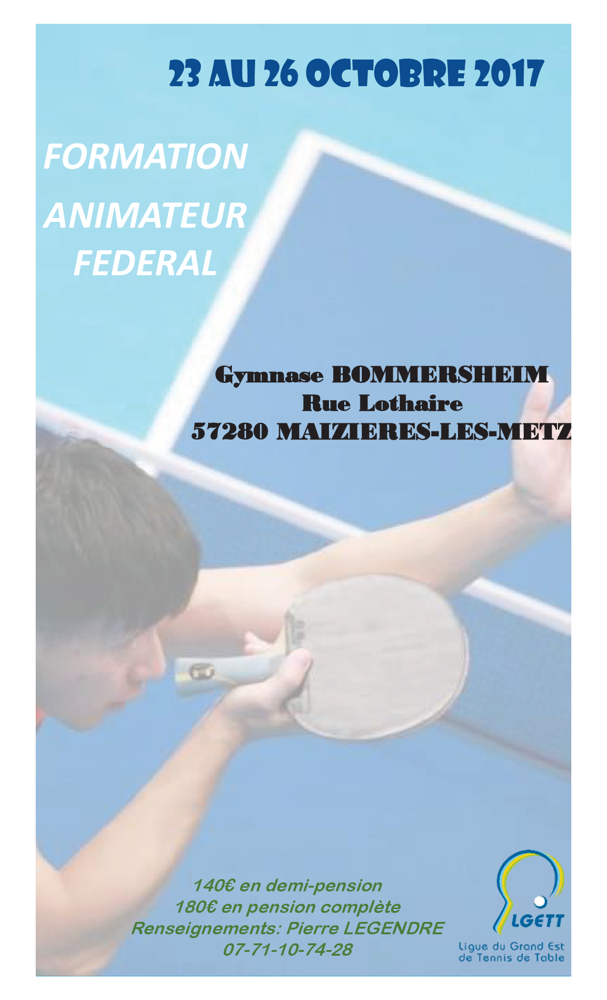 23 AU 26 OCTOBRE 2017
FORMATION
ANIMATEUR
FEDERAL
Gymnase BOMMERSHEIM
Rue Lothaire
57280 MAIZIERES-LES-METZ
140€ en demi-pension
180€ en pension complète
Renseignements: Pierre LEGENDRE
07-71-10-74-28
LGETT
Ligue du Grand Est
de Tennis de Table